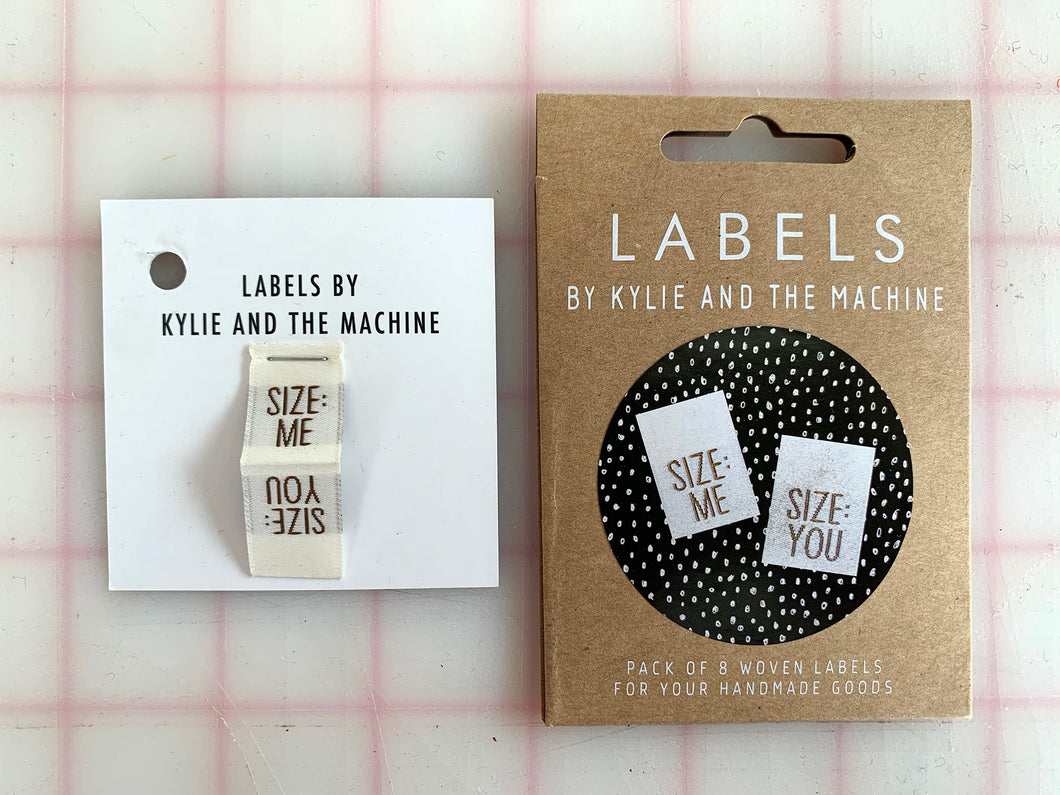 LABELS BY
KYLIE AND THE MACHINE
SIZE:
ME
SIZE:
YOU
LABELS
BY KYLIE AND THE MACHINE
SIZE:
ME
SIZE:
YOU
PACK OF 8 WOVEN LABELS
FOR YOUR HANDMADE GOODS